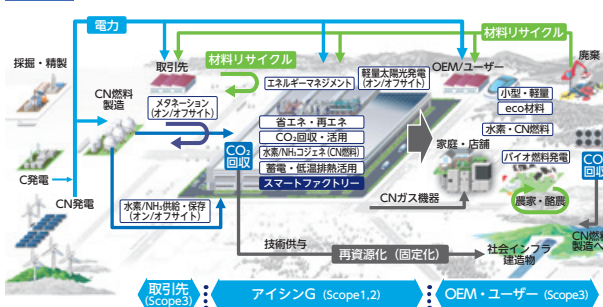 電力
材料リサイクル
採掘・精製
取引先
材料リサイクル
エネルギーマネジメント
軽量太陽光発電
(オン/オフサイト)
OEM/ユーザー
廃棄
CN燃料
製造
メタネーション
(オン/オフサイト)
小型・軽量
eco材料
水素・CN燃料
省エネ・再エネ
CO₂回収・活用
水素/NH₃コジェネ(CN燃料)
蓄電・低温排熱活用
スマートファクトリー
CO₂
回収
家庭・店舗
バイオ燃料発電
CO
回収
C発電
CN発電
水素/NH₃供給・保存
(オン/オフサイト)
CNガス機器
農家・酪農
技術供与
再資源化（固定化）
社会インフラ
建造物
CN燃料
製造へ
取引先
(Scope3)
アイシンG (Scope1,2)
OEM・ユーザー (Scope3)